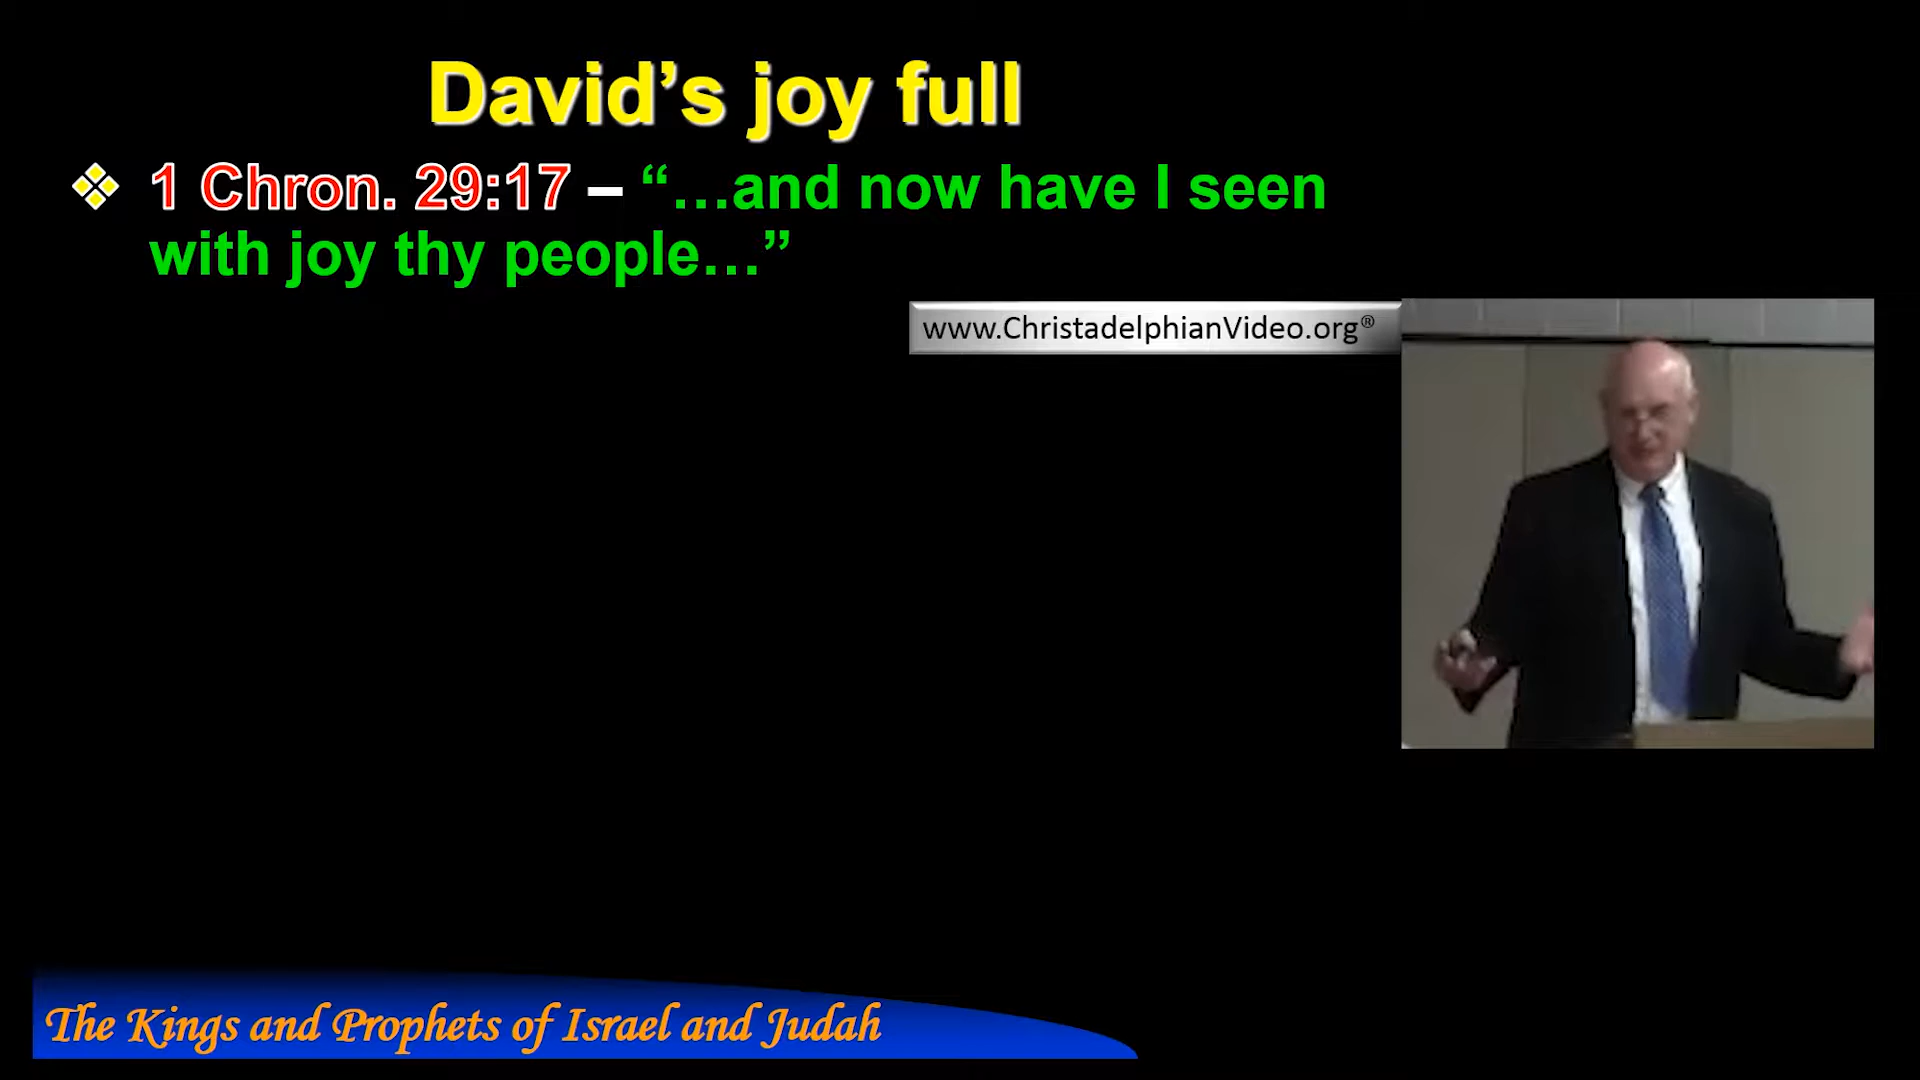 David’s joy full
1 Chron. 29:17 – “…and now have I seen
with joy thy people…”
www.ChristadelphianVideo.org®
The Kings and Prophets of Israel and Judah